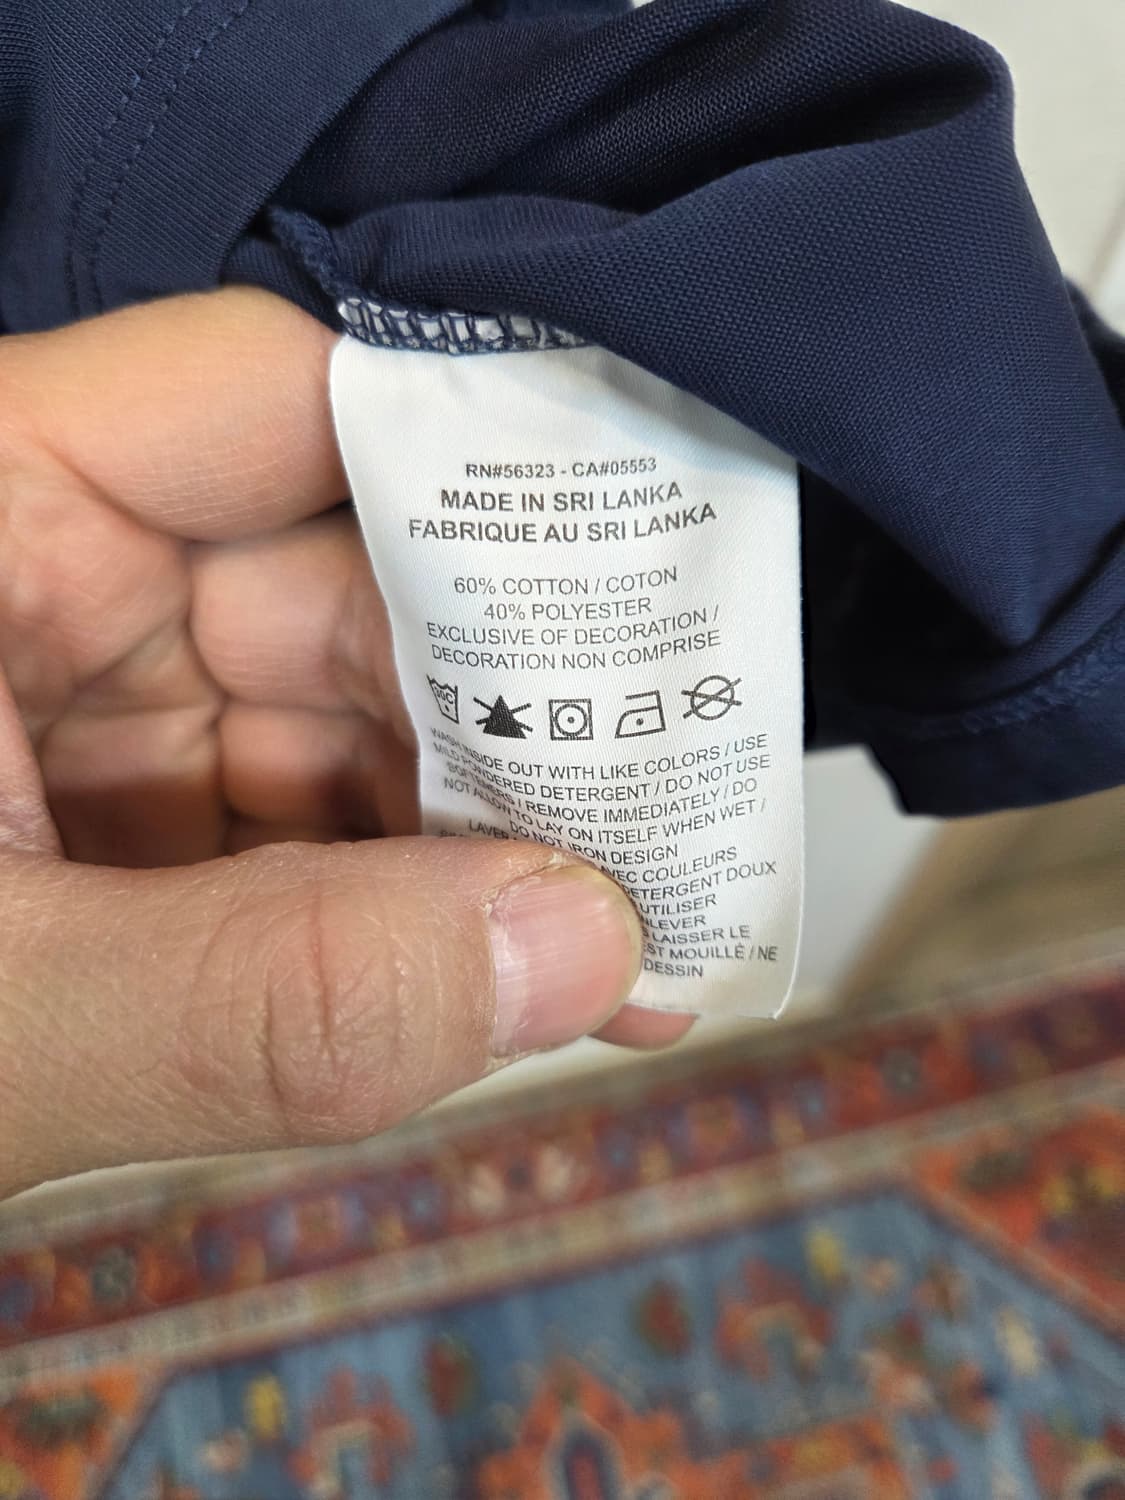 RN#56323 - CA#05553
MADE IN SRI LANKA
FABRIQUE AU SRI LANKA
60% COTTON / COTON
40% POLYESTER
EXCLUSIVE OF DECORATION /
DECORATION NON COMPRISE
30C
WASH INSIDE OUT WITH LIKE COLORS / USE
MILD POWDERED DETERGENT / DO NOT USE
SOFTENERS / REMOVE IMMEDIATELY / DO
NOT ALLOW TO LAY ON ITSELF WHEN WET /
DO NOT IRON DESIGN
LAVER AVEC COULEURS
DETERGENT DOUX
UTILISER
LAISSER LE
EST MOUILLÉ / NE
DESSIN